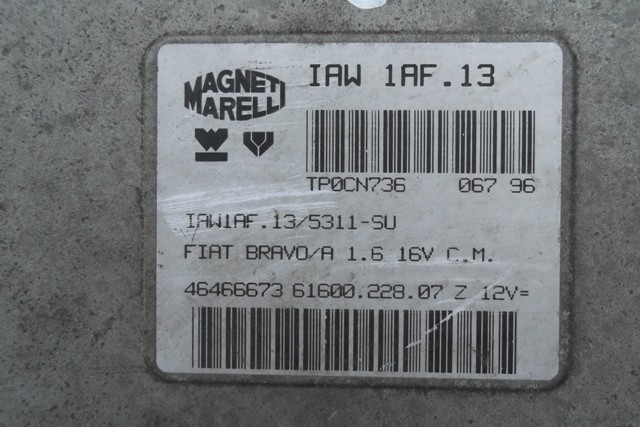 MAGNETI
MARELLI
IAW 1AF.13
TP0CN736 067 96
IAW1AF.13/5311-SU
FIAT BRAVO/A 1.6 16V C.M.
46466673 61600.228.07 Z 12V=